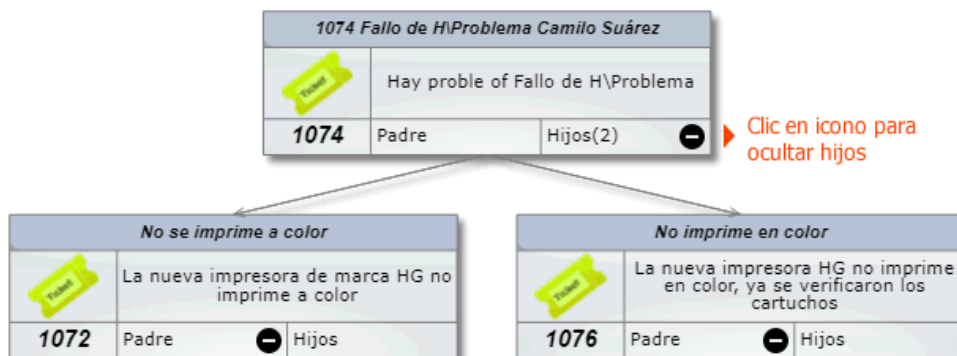 1074 Fallo de H\Problema Camilo Suárez
Ticket
Hay proble of Fallo de H\Problema
1074 Padre Hijos(2)
Clic en icono para
ocultar hijos
No se imprime a color
Ticket
La nueva impresora de marca HG no
imprime a color
1072 Padre Hijos
No imprime en color
Ticket
La nueva impresora HG no imprime
en color, ya se verificaron los
cartuchos
1076 Padre Hijos